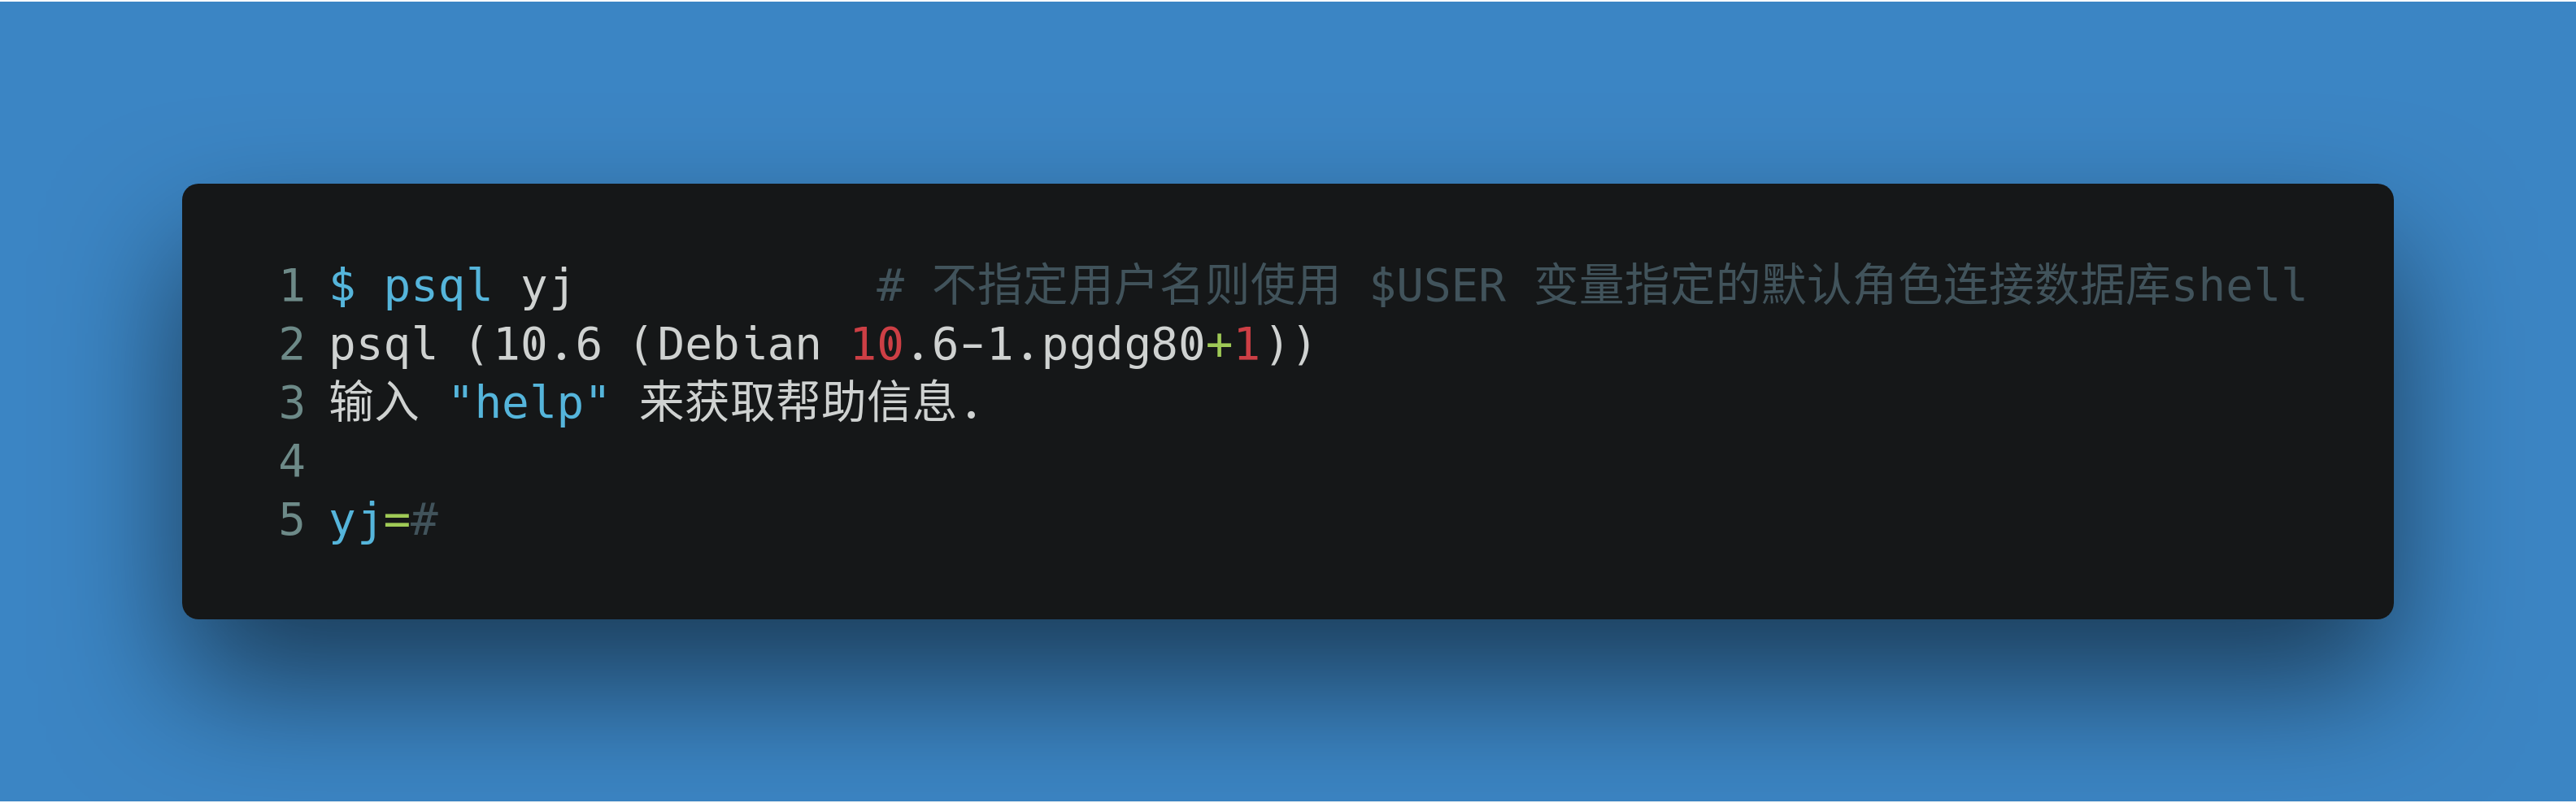 1 $ psql yj           # 不指定用户名则使用 $USER 变量指定的默认角色连接数据库shell
2 psql (10.6 (Debian 10.6-1.pgdg80+1))
3 输入 "help" 来获取帮助信息.
4
5 yj=#